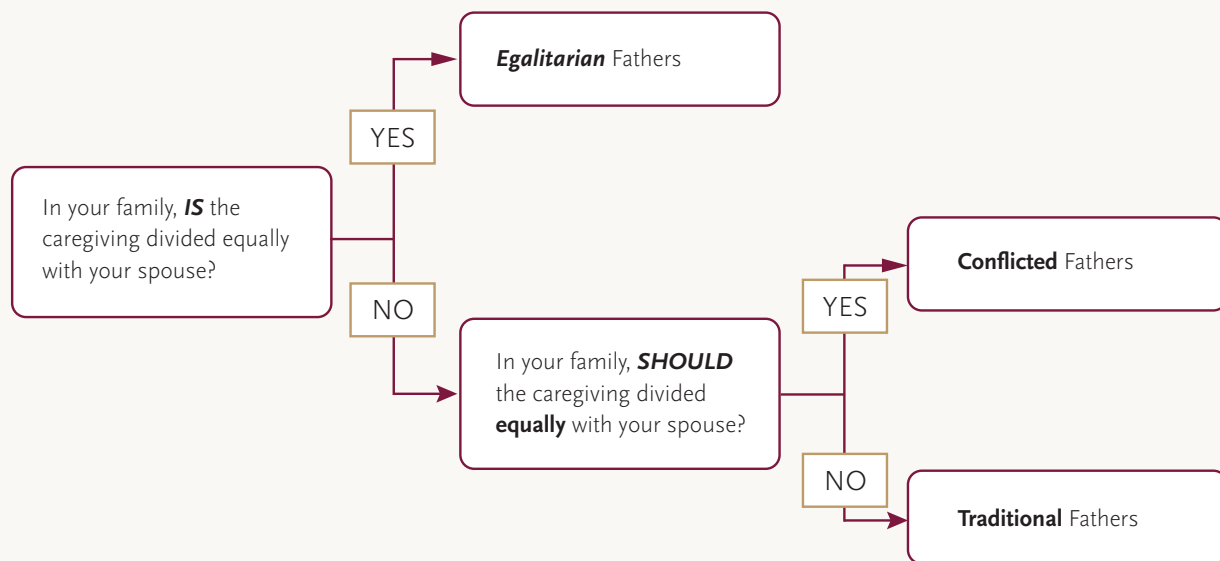 Egalitarian Fathers
YES
In your family, IS the
caregiving divided equally
with your spouse?
NO
Conflicted Fathers
YES
In your family, SHOULD
the caregiving divided
equally with your spouse?
NO
Traditional Fathers